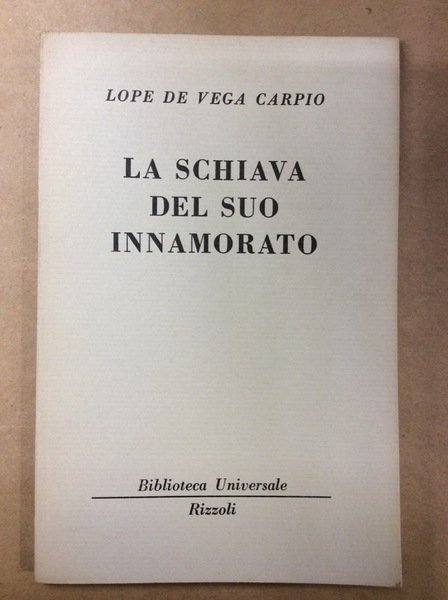 LOPE DE VEGA CARPIO
LA SCHIAVA
DEL SUO
INNAMORATO
Biblioteca Universale
Rizzoli